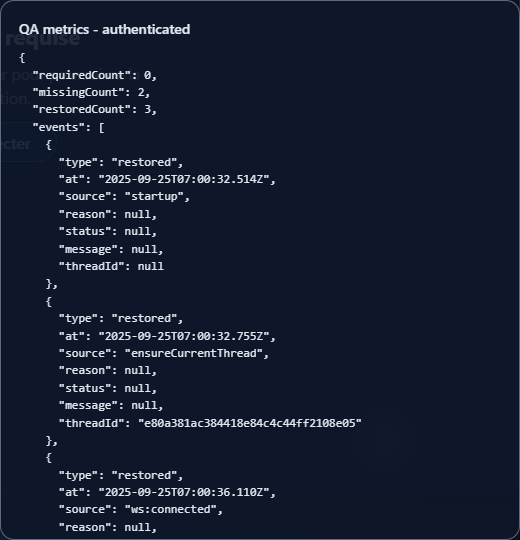 QA metrics - authenticated
requise
{
  "requiredCount": 0,
  "missingCount": 2,
  "restoredCount": 3,
  "events": [
    {
      "type": "restored",
      "at": "2025-09-25T07:00:32.514Z",
      "source": "startup",
      "reason": null,
      "status": null,
      "message": null,
      "threadId": null
    },
    {
      "type": "restored",
      "at": "2025-09-25T07:00:32.755Z",
      "source": "ensureCurrentThread",
      "reason": null,
      "status": null,
      "message": null,
      "threadId": "e80a381ac384418e84c4c44ff2108e05"
    },
    {
      "type": "restored",
      "at": "2025-09-25T07:00:36.110Z",
      "source": "ws:connected",
      "reason": null,